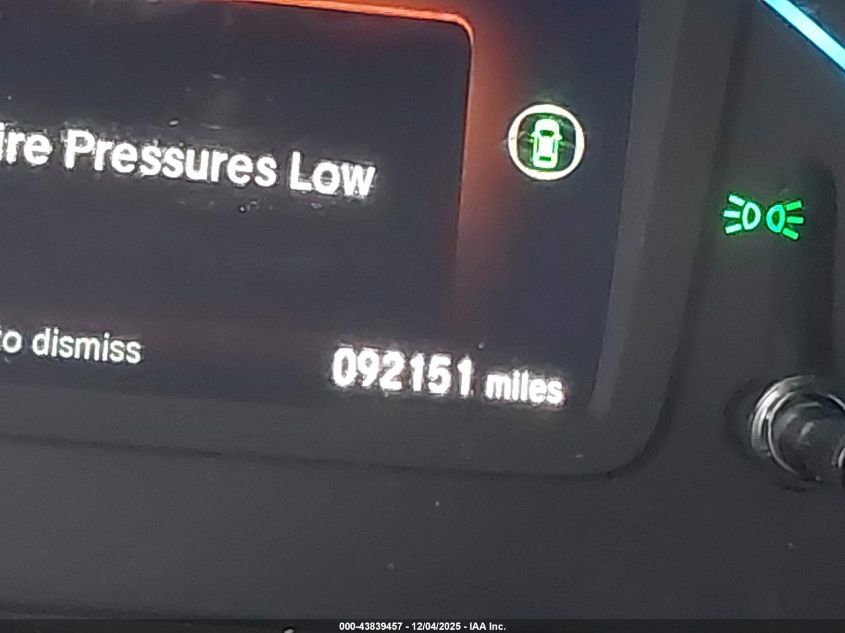 ire Pressures Low
to dismiss
092151 miles
000-43839457 - 12/04/2025 - IAA Inc.